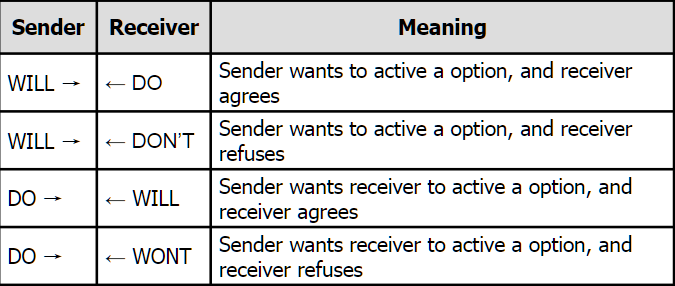 Sender Receiver Meaning
WILL → ← DO Sender wants to active a option, and receiver
agrees
WILL → ← DON'T Sender wants to active a option, and receiver
refuses
DO → ← WILL Sender wants receiver to active a option, and
receiver agrees
DO → ← WONT Sender wants receiver to active a option, and
receiver refuses